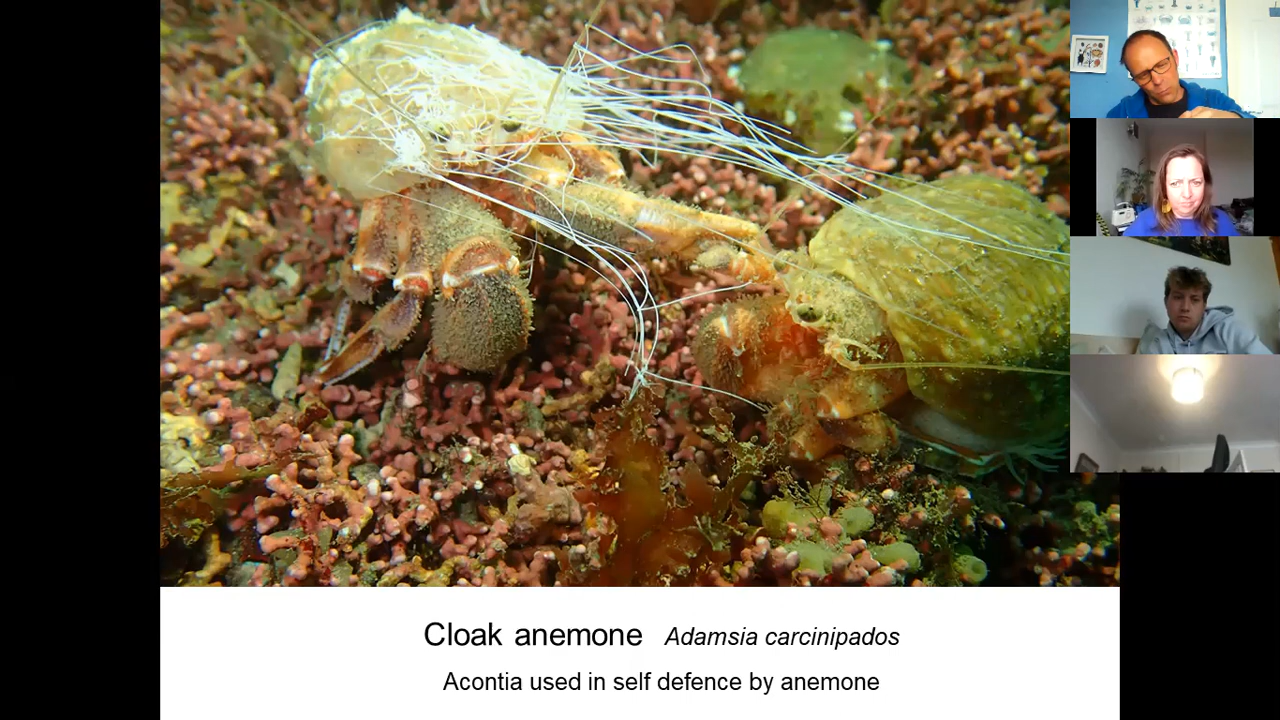 Cloak anemone Adamsia carcinipados
Acontia used in self defence by anemone